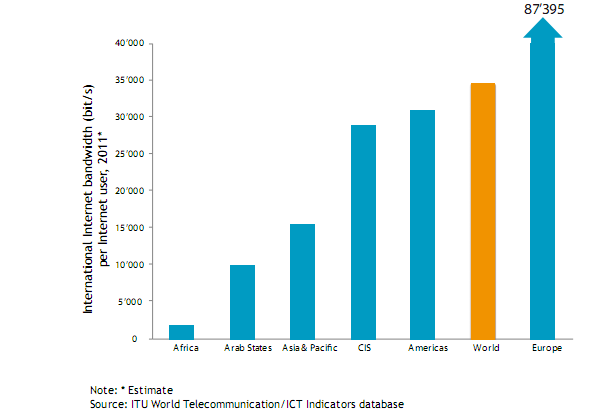 87’395
International Internet bandwidth (bit/s)
per Internet user, 2011*
40’000
35’000
30’000
25’000
20’000
15’000
10’000
5’000
0
Africa
Arab States
Asia & Pacific
CIS
Americas
World
Europe
Note: * Estimate
Source: ITU World Telecommunication/ICT Indicators database